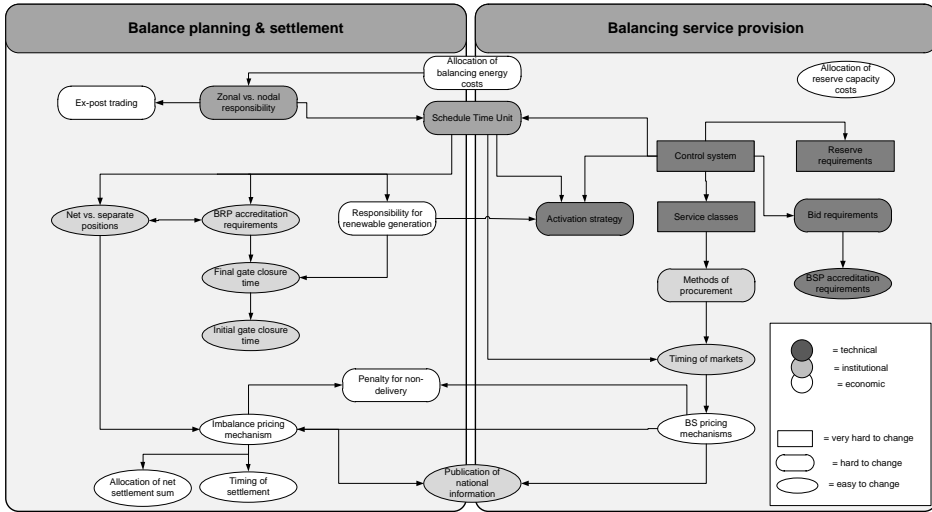 Balance planning & settlement
Balancing service provision
Allocation of
balancing energy
costs
Allocation of
reserve capacity
costs
Ex-post trading
Zonal vs. nodal
responsibility
Schedule Time Unit
Control system
Reserve
requirements
Net vs. separate
positions
BRP accreditation
requirements
Responsibility for
renewable generation
Activation strategy
Service classes
Bid requirements
Final gate closure
time
Methods of
procurement
BSP accreditation
requirements
Initial gate closure
time
Timing of markets
Penalty for non-
delivery
Imbalance pricing
mechanism
BS pricing
mechanisms
Allocation of net
settlement sum
Timing of
settlement
Publication of
national
information
= technical
= institutional
= economic
= very hard to change
= hard to change
= easy to change